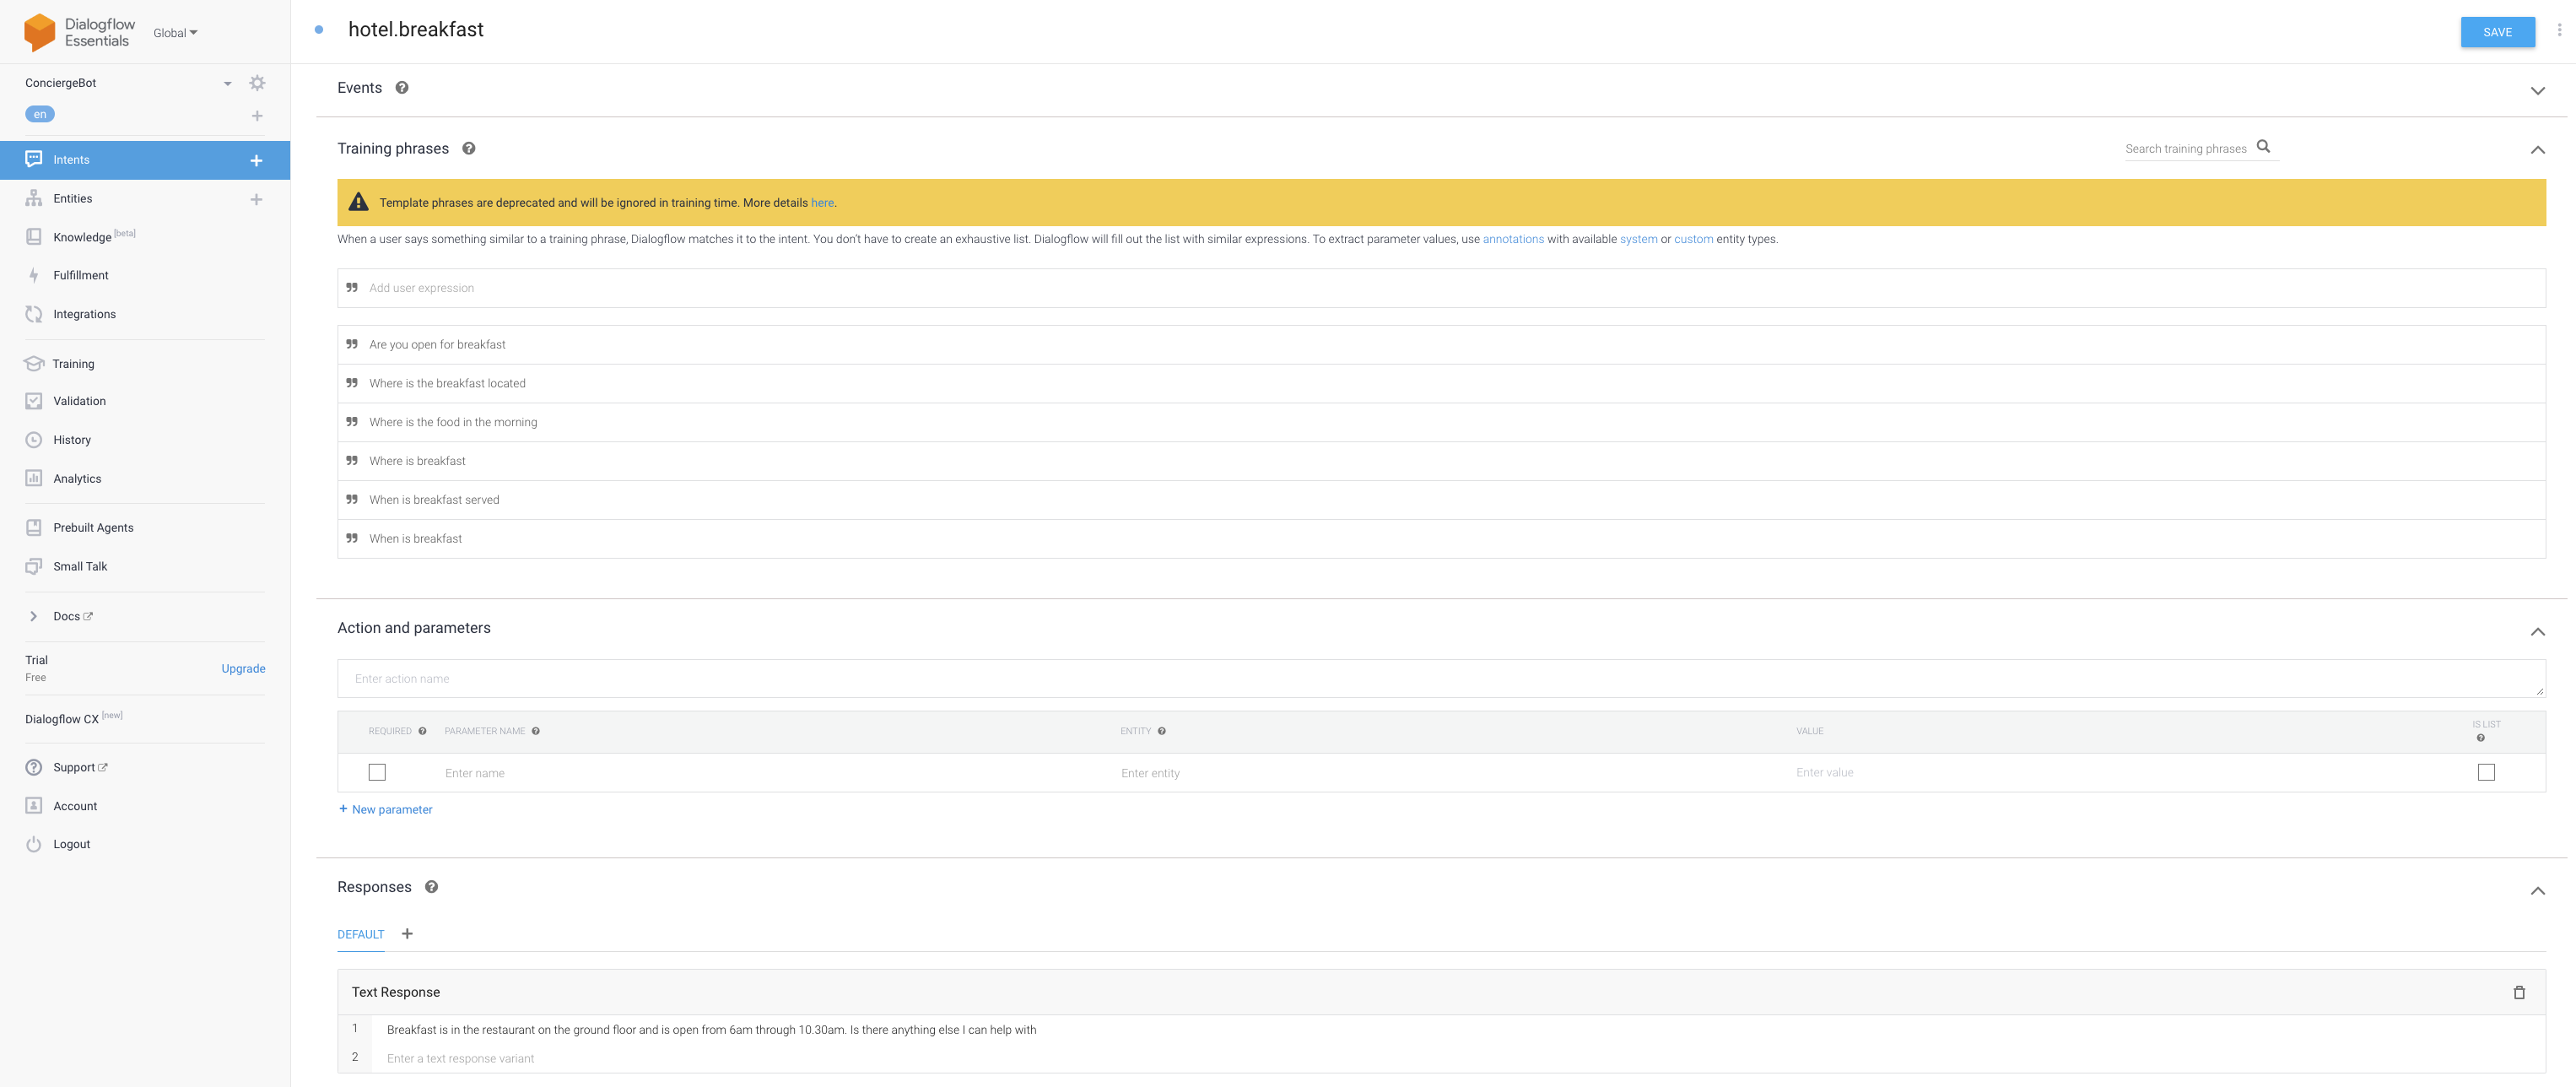 Dialogflow
Essentials
Global
ConciergeBot
en
Intents
Entities
Knowledge [beta]
Fulfillment
Integrations
Training
Validation
History
Analytics
Prebuilt Agents
Small Talk
Docs
Trial
Free
Upgrade
Dialogflow CX [new]
Support
Account
Logout
hotel.breakfast
SAVE
Events
Training phrases
Search training phrases
Template phrases are deprecated and will be ignored in training time. More details here.
When a user says something similar to a training phrase, Dialogflow matches it to the intent. You don't have to create an exhaustive list. Dialogflow will fill out the list with similar expressions. To extract parameter values, use annotations with available system or custom entity types.
Add user expression
Are you open for breakfast
Where is the breakfast located
Where is the food in the morning
Where is breakfast
When is breakfast served
When is breakfast
Action and parameters
Enter action name
REQUIRED PARAMETER NAME ENTITY VALUE IS LIST
Enter name Enter entity Enter value
+ New parameter
Responses
DEFAULT +
Text Response
1 Breakfast is in the restaurant on the ground floor and is open from 6am through 10.30am. Is there anything else I can help with
2 Enter a text response variant